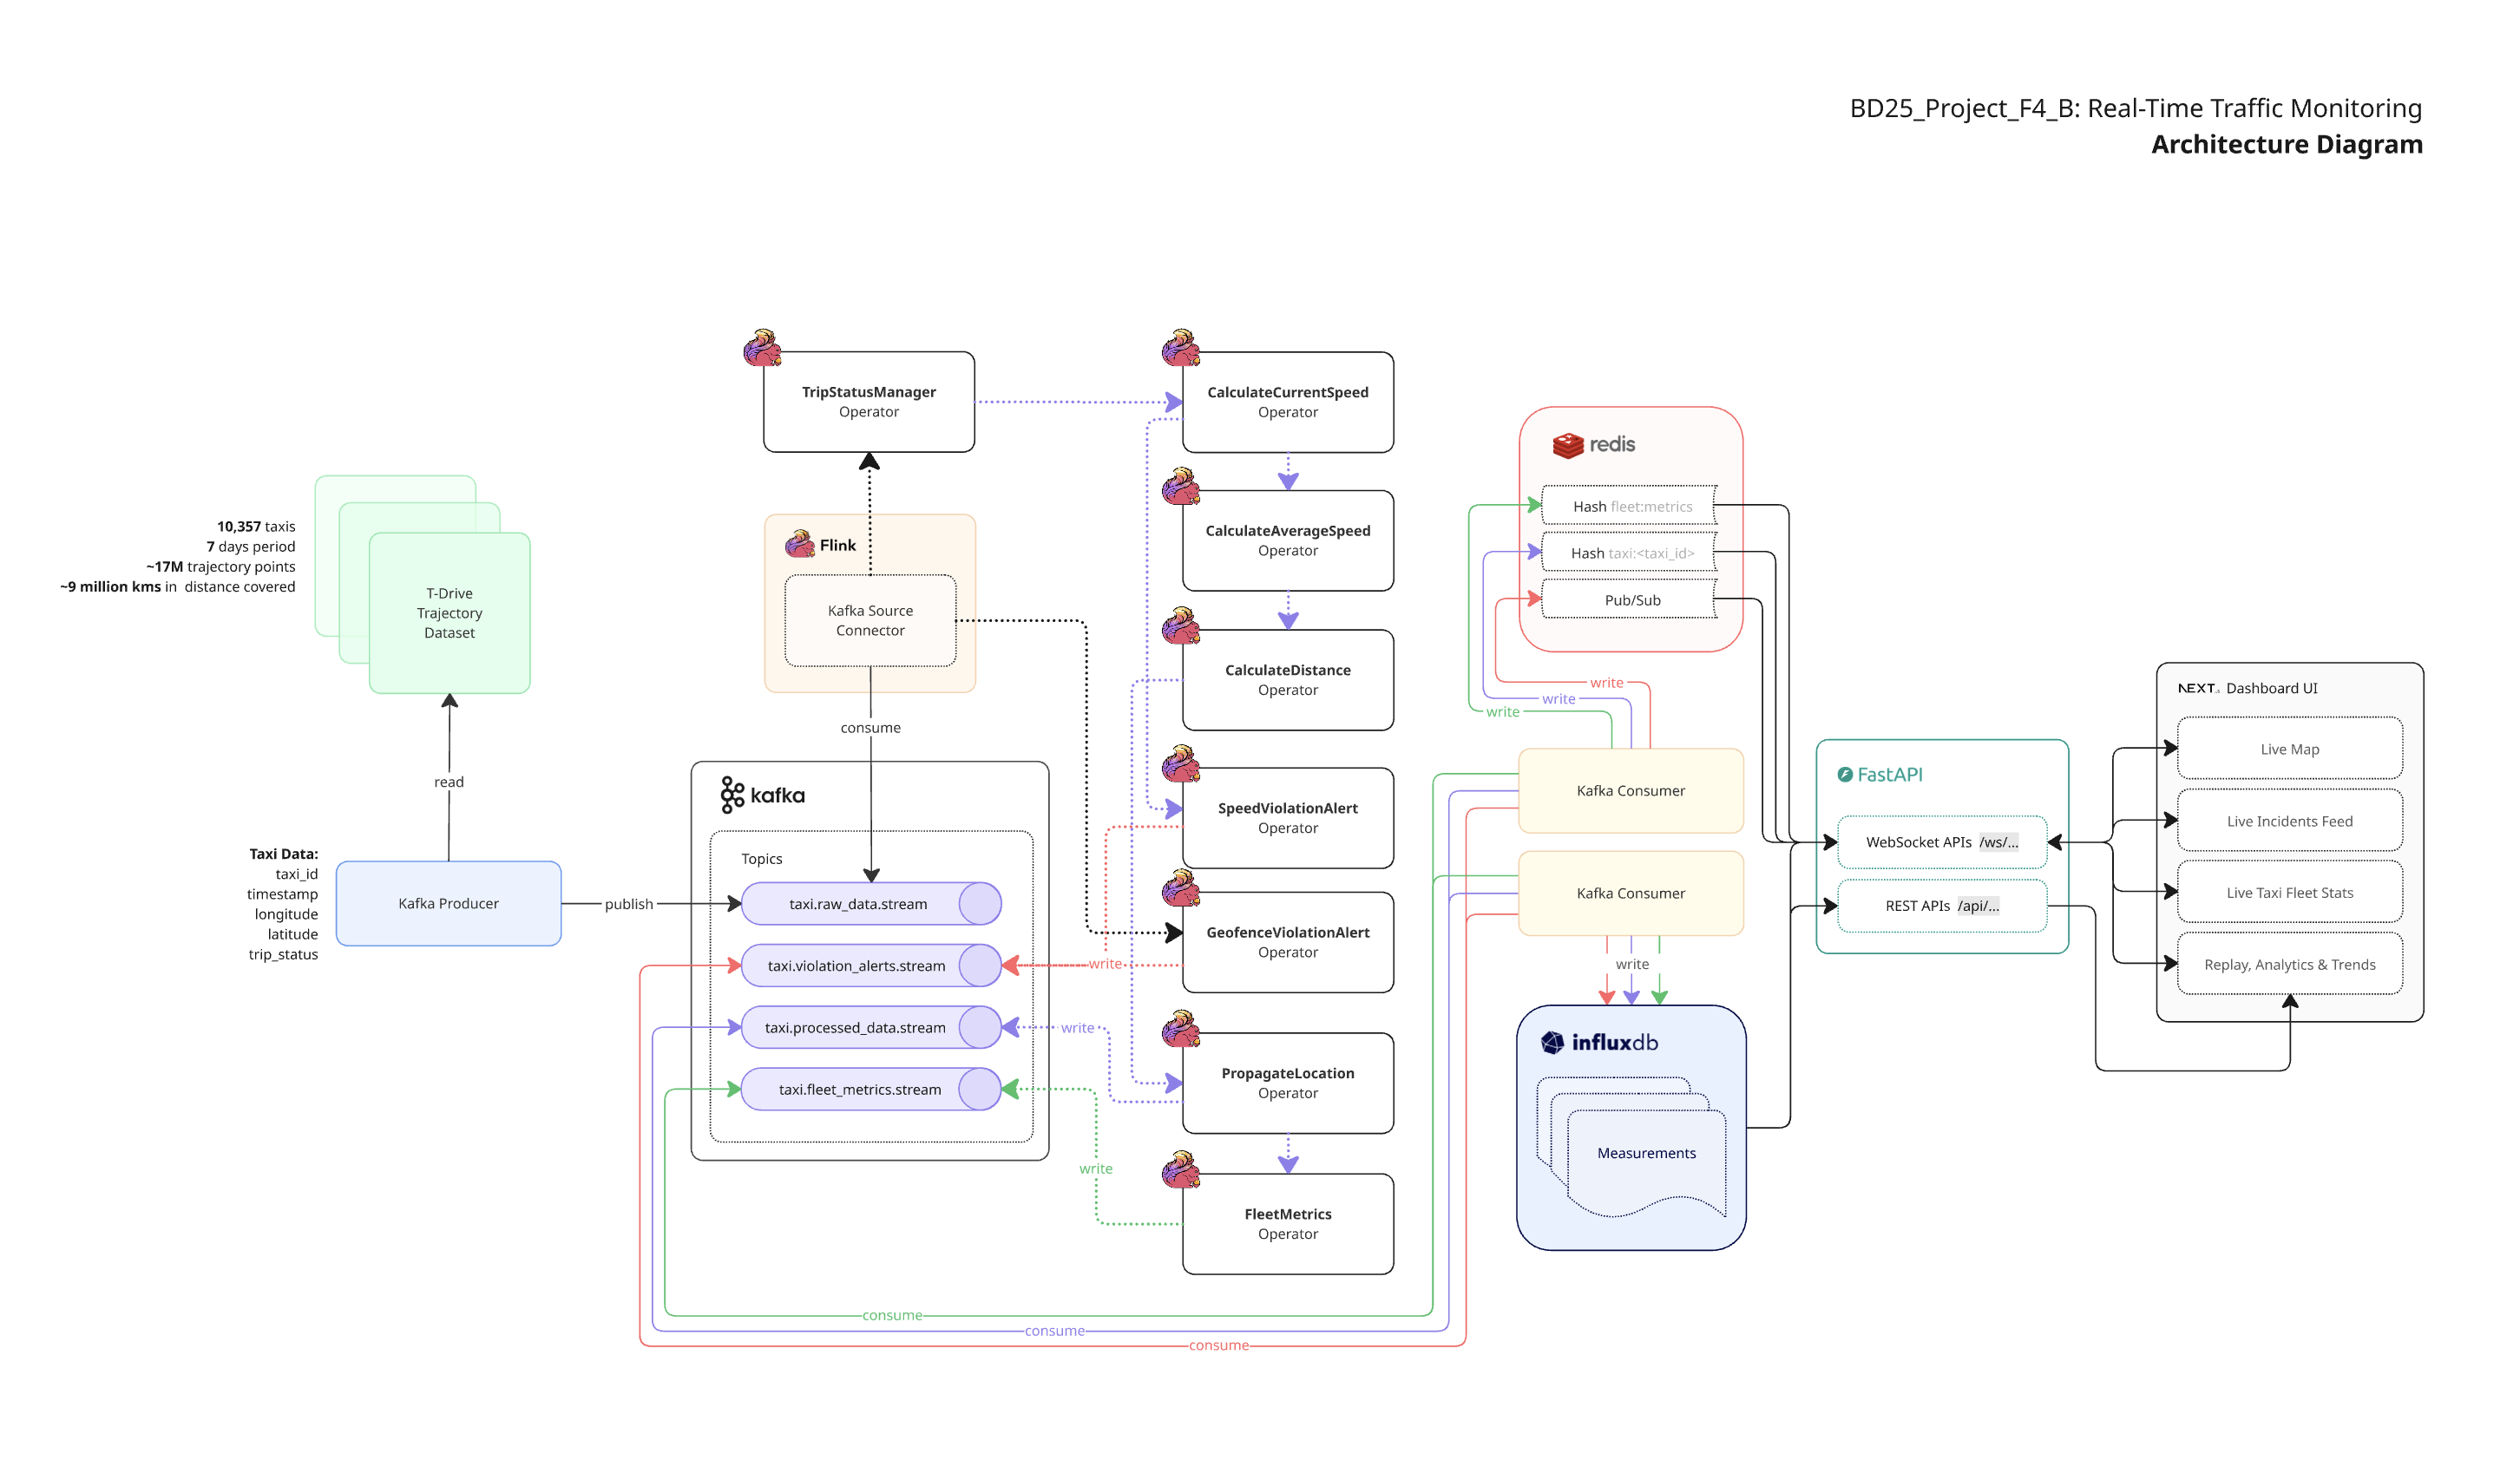 BD25_Project_F4_B: Real-Time Traffic Monitoring
Architecture Diagram
10,357 taxis
7 days period
~17M trajectory points
~9 million kms in distance covered
T-Drive
Trajectory
Dataset
read
Taxi Data:
taxi_id
timestamp
longitude
latitude
trip_status
Kafka Producer
publish
TripStatusManager
Operator
Flink
Kafka Source
Connector
consume
kafka
Topics
taxi.raw_data.stream
taxi.violation_alerts.stream
taxi.processed_data.stream
taxi.fleet_metrics.stream
CalculateCurrentSpeed
Operator
CalculateAverageSpeed
Operator
CalculateDistance
Operator
SpeedViolationAlert
Operator
GeofenceViolationAlert
Operator
PropagateLocation
Operator
FleetMetrics
Operator
write
write
write
consume
consume
consume
redis
Hash fleet:metrics
Hash taxi:<taxi_id>
Pub/Sub
write
write
write
Kafka Consumer
Kafka Consumer
write
influxdb
Measurements
FastAPI
WebSocket APIs /ws/...
REST APIs /api/...
NEXT Dashboard UI
Live Map
Live Incidents Feed
Live Taxi Fleet Stats
Replay, Analytics & Trends